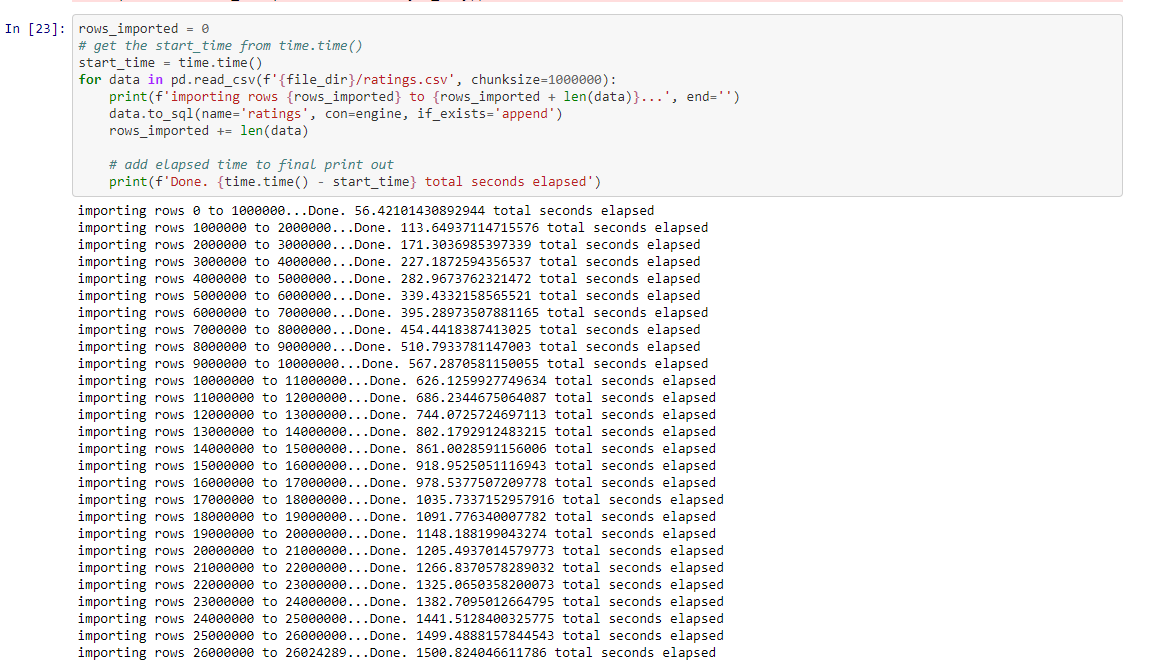 In [23]: rows_imported = 0
# get the start_time from time.time()
start_time = time.time()
for data in pd.read_csv(f'{file_dir}/ratings.csv', chunksize=1000000):
    print(f'importing rows {rows_imported} to {rows_imported + len(data)}...', end='')
    data.to_sql(name='ratings', con=engine, if_exists='append')
    rows_imported += len(data)
    # add elapsed time to final print out
    print(f'Done. {time.time() - start_time} total seconds elapsed')
importing rows 0 to 1000000...Done. 56.42101430892944 total seconds elapsed
importing rows 1000000 to 2000000...Done. 113.64937114715576 total seconds elapsed
importing rows 2000000 to 3000000...Done. 171.3036985397339 total seconds elapsed
importing rows 3000000 to 4000000...Done. 227.1872594356537 total seconds elapsed
importing rows 4000000 to 5000000...Done. 282.9673762321472 total seconds elapsed
importing rows 5000000 to 6000000...Done. 339.4332158565521 total seconds elapsed
importing rows 6000000 to 7000000...Done. 395.28973507881165 total seconds elapsed
importing rows 7000000 to 8000000...Done. 454.4418387413025 total seconds elapsed
importing rows 8000000 to 9000000...Done. 510.7933781147003 total seconds elapsed
importing rows 9000000 to 10000000...Done. 567.2870581150055 total seconds elapsed
importing rows 10000000 to 11000000...Done. 626.1259927749634 total seconds elapsed
importing rows 11000000 to 12000000...Done. 686.2344675064087 total seconds elapsed
importing rows 12000000 to 13000000...Done. 744.0725724697113 total seconds elapsed
importing rows 13000000 to 14000000...Done. 802.1792912483215 total seconds elapsed
importing rows 14000000 to 15000000...Done. 861.0028591156006 total seconds elapsed
importing rows 15000000 to 16000000...Done. 918.9525051116943 total seconds elapsed
importing rows 16000000 to 17000000...Done. 978.5377507209778 total seconds elapsed
importing rows 17000000 to 18000000...Done. 1035.7337152957916 total seconds elapsed
importing rows 18000000 to 19000000...Done. 1091.776340007782 total seconds elapsed
importing rows 19000000 to 20000000...Done. 1148.188199043274 total seconds elapsed
importing rows 20000000 to 21000000...Done. 1205.4937014579773 total seconds elapsed
importing rows 21000000 to 22000000...Done. 1266.8370578289032 total seconds elapsed
importing rows 22000000 to 23000000...Done. 1325.0650358200073 total seconds elapsed
importing rows 23000000 to 24000000...Done. 1382.7095012664795 total seconds elapsed
importing rows 24000000 to 25000000...Done. 1441.5128400325775 total seconds elapsed
importing rows 25000000 to 26000000...Done. 1499.4888157844543 total seconds elapsed
importing rows 26000000 to 26024289...Done. 1500.824046611786 total seconds elapsed